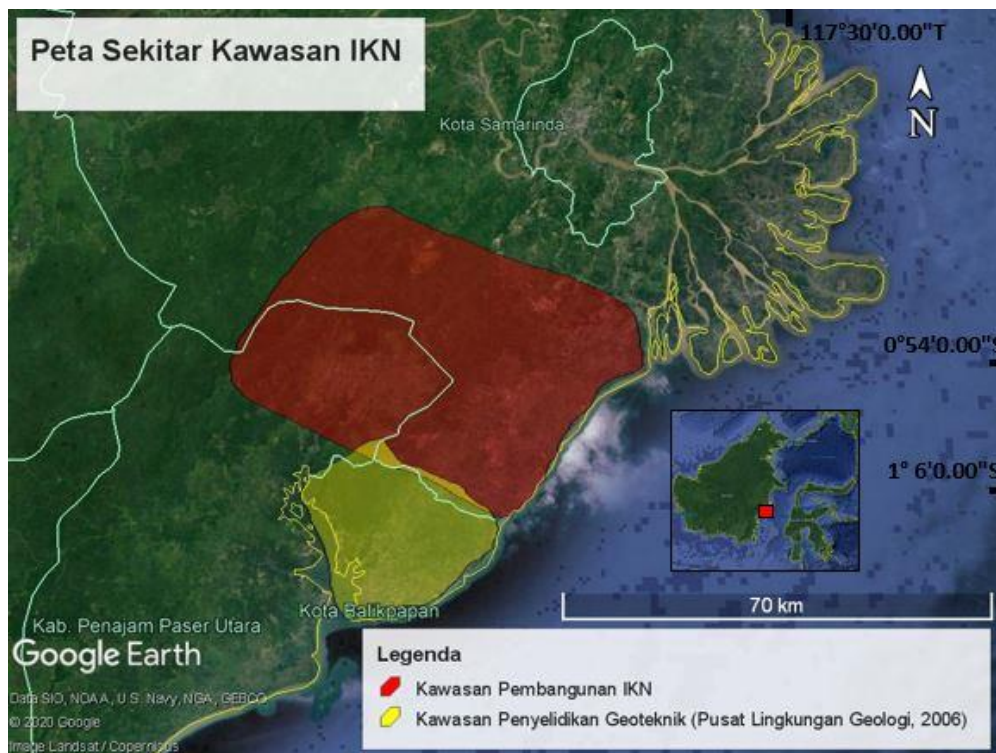 Peta Sekitar Kawasan IKN
117°30'0.00"T
N
Kota Samarinda
0°54'0.00"S
1° 6'0.00"S
70 km
Kota Balikpapan
Kab. Penajam Paser Utara
Google Earth
Data SIO, NOAA, U.S. Navy, NGA, GEBCO
© 2020 Google
Image Landsat / Copernicus
Legenda
Kawasan Pembangunan IKN
Kawasan Penyelidikan Geoteknik (Pusat Lingkungan Geologi, 2006)